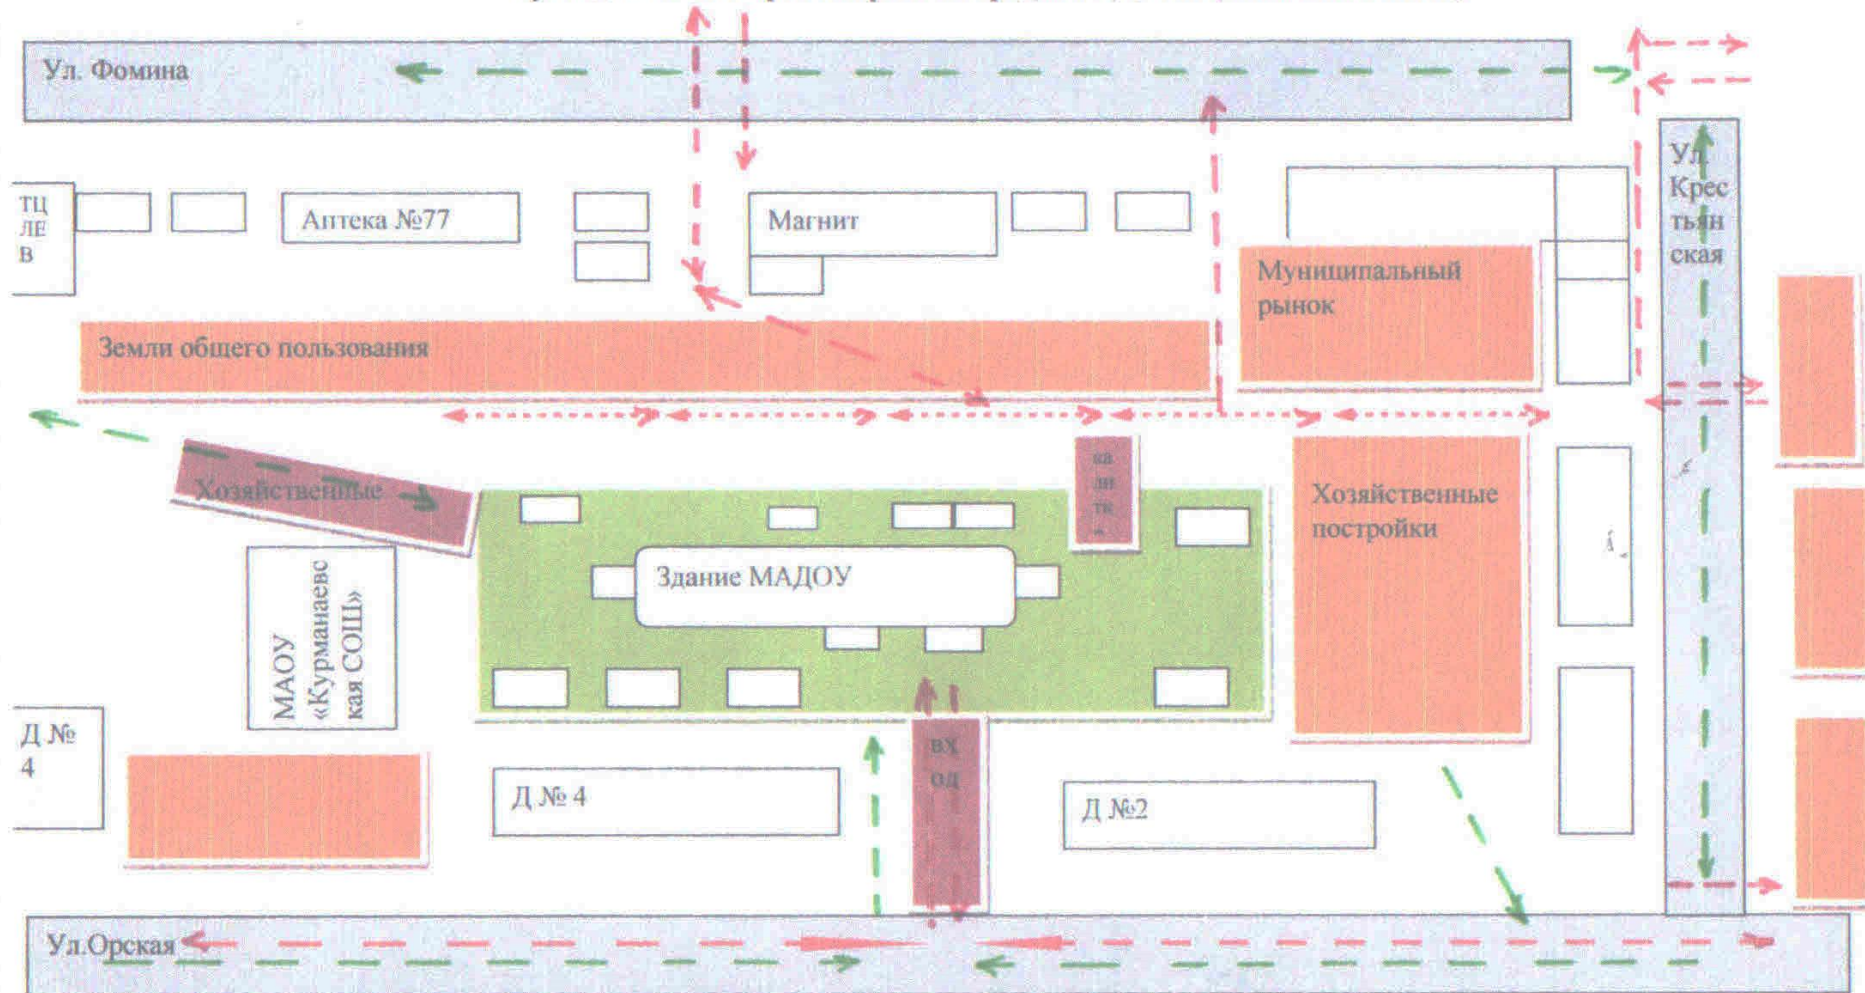 Ул. Фомина
Ул.
Крес
тьян
ская
ТЦ
ЛЕ
В
Аптека №77
Магнит
Муниципальный
рынок
Земли общего пользования
Хозяйственные
ка
ли
тк
Хозяйственные
постройки
Здание МАДОУ
МАОУ
«Курманаевс
кая СОШ»
Д №
4
вх
од
Д № 4
Д №2
Ул.Орская